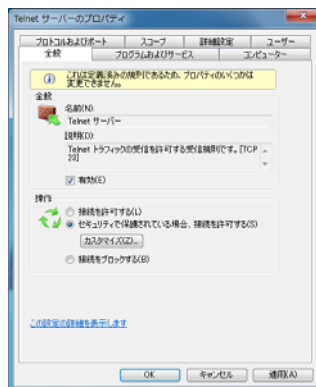 Telnet サーバーのプロパティ
プロトコルおよびポート
スコープ
詳細設定
ユーザー
全般
プログラムおよびサービス
コンピューター
これは定義済みの規則であるため、プロパティのいくつかは
変更できません。
全般
名前(N):
Telnet サーバー
説明(D):
Telnet トラフィックの受信を許可する受信規則です。[TCP
23]
有効(E)
操作
接続を許可する(L)
セキュリティで保護されている場合、接続を許可する(S)
カスタマイズ(Z)...
接続をブロックする(B)
この設定の詳細を表示します
OK
キャンセル
適用(A)